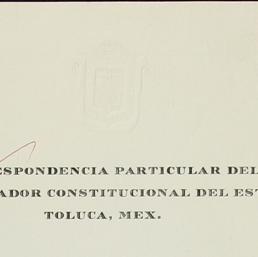 ESPONDENCIA PARTICULAR DEL
ADOR CONSTITUCIONAL DEL EST
TOLUCA, MEX.